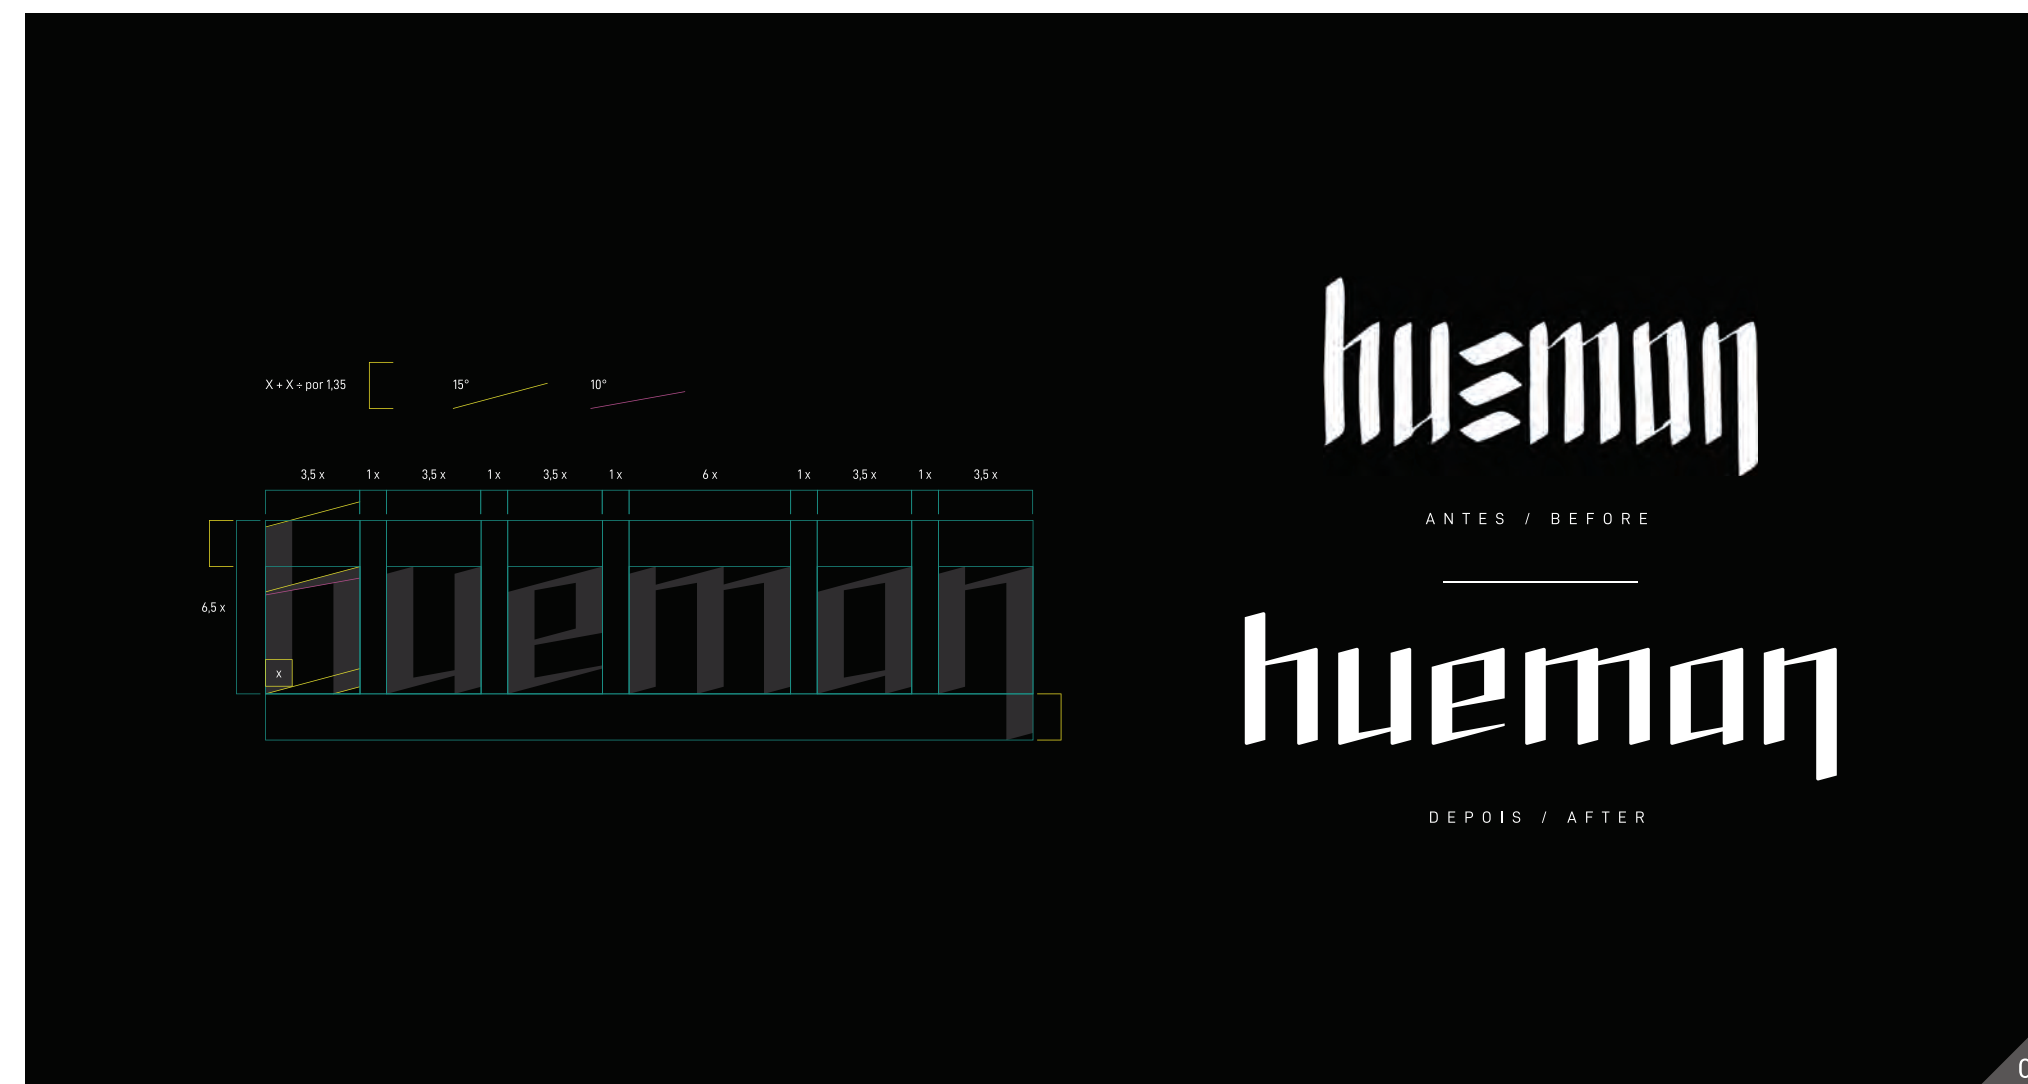 X + X ÷ por 1,35
15°
10°
3,5 x 1 x 3,5 x 1 x 3,5 x 1 x 6 x 1 x 3,5 x 1 x 3,5 x
6,5 x
hueman
x
hueman
ANTES / BEFORE
hueman
DEPOIS / AFTER